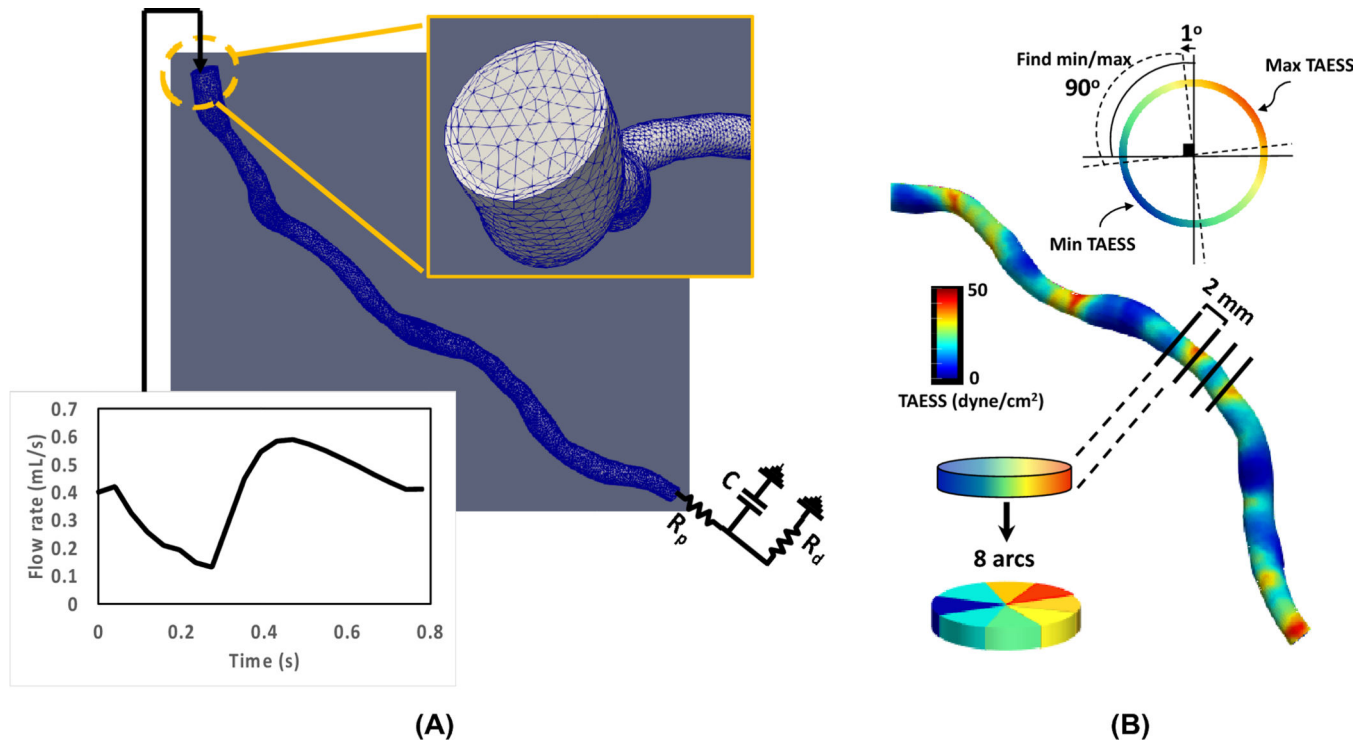 0.7
0.6
0.5
0.4
0.3
0.2
0.1
0
Flow rate (mL/s)
0 0.2 0.4 0.6 0.8
Time (s)
Rp
C
Rd
(A)
1o
Find min/max
90o
Max TAESS
Min TAESS
2 mm
50
0
TAESS (dyne/cm2)
8 arcs
(B)